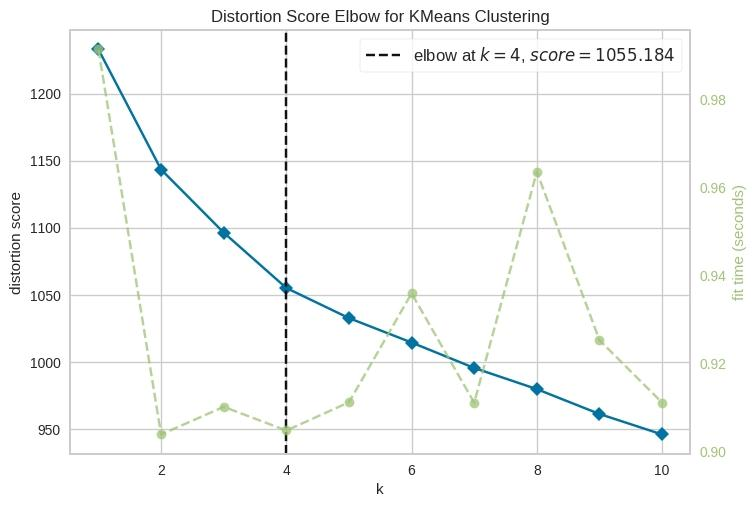 Distortion Score Elbow for KMeans Clustering
elbow at k = 4, score = 1055.184
distortion score
1200
1150
1100
1050
1000
950
0.98
0.96
0.94
0.92
0.90
fit time (seconds)
2 4 6 8 10
k